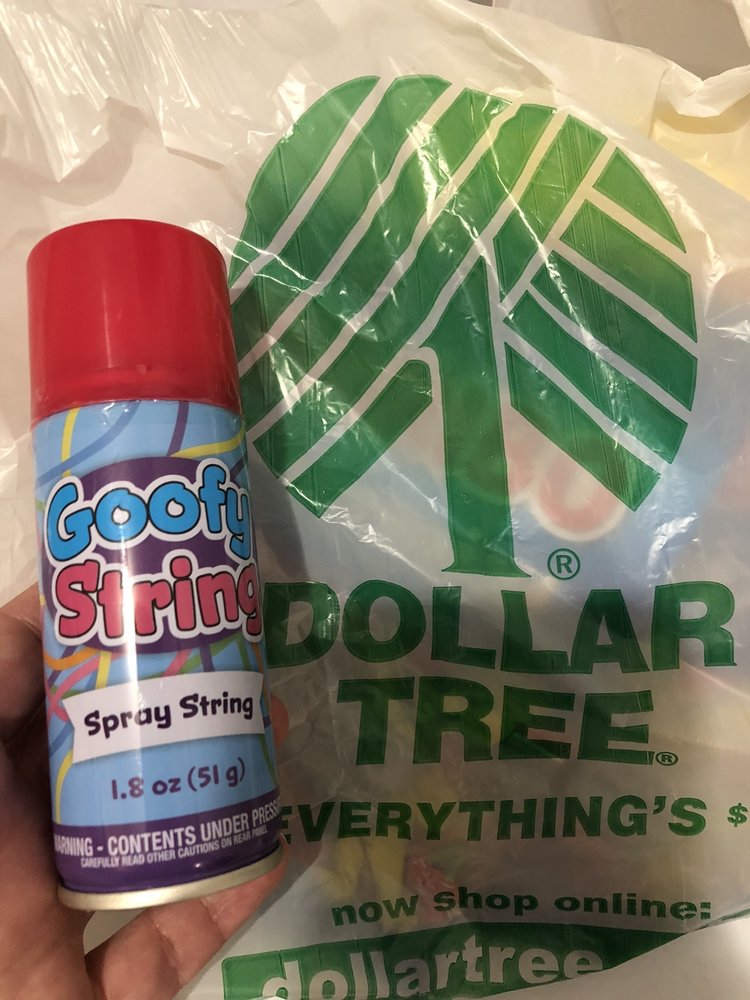 Goofy
String
Spray String
1.8 oz (51 g)
WARNING - CONTENTS UNDER
CAREFULLY READ OTHER CAUTIONS ON REAR PANEL
®
DOLLAR
TREE®
EVERYTHING'S $
now shop online:
dollartree